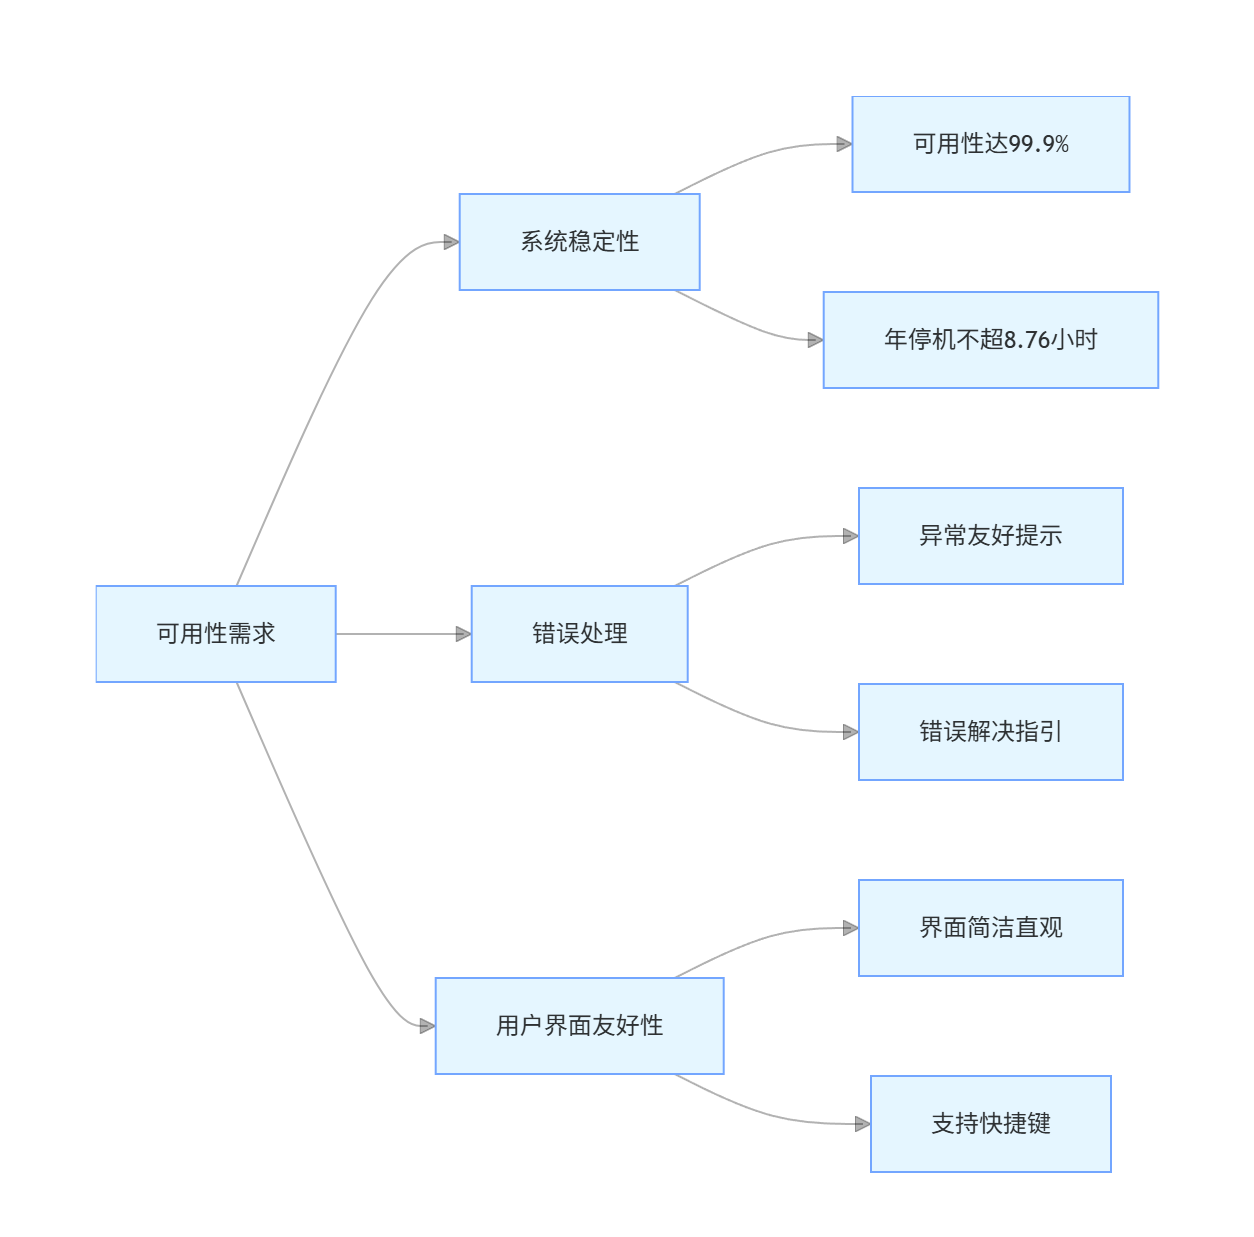 可用性需求
系统稳定性
可用性达99.9%
年停机不超8.76小时
错误处理
异常友好提示
错误解决指引
用户界面友好性
界面简洁直观
支持快捷键